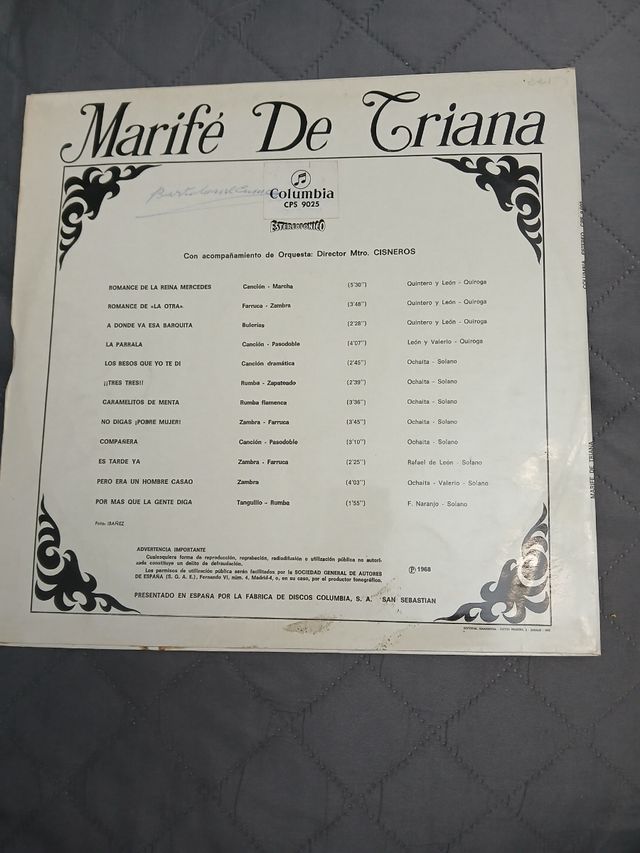 Marifé De Triana
Columbia
CPS 9025
ESTEREOFONICO
Con acompañamiento de Orquesta: Director Mtro. CISNEROS
ROMANCE DE LA REINA MERCEDES Canción - Marcha (5'30") Quintero y León - Quiroga
ROMANCE DE «LA OTRA» Farruca - Zambra (3'48") Quintero y León - Quiroga
A DONDE VA ESA BARQUITA Bulerías (2'28") Quintero y León - Quiroga
LA PARRALA Canción - Pasodoble (4'07") León y Valerio - Quiroga
LOS BESOS QUE YO TE DI Canción dramática (2'45") Ochaita - Solano
¡¡TRES TRES!! Rumba - Zapateado (2'39") Ochaita - Solano
CARAMELITOS DE MENTA Rumba flamenca (3'36") Ochaita - Solano
NO DIGAS ¡POBRE MUJER! Zambra - Farruca (3'45") Ochaita - Solano
COMPAÑERA Canción - Pasodoble (3'10") Ochaita - Solano
ES TARDE YA Zambra - Farruca (2'25") Rafael de León - Solano
PERO ERA UN HOMBRE CASAO Zambra (4'03") Ochaita - Valerio - Solano
POR MAS QUE LA GENTE DIGA Tanguillo - Rumba (1'55") F. Naranjo - Solano
Foto: IBAÑEZ
ADVERTENCIA IMPORTANTE
Cualesquiera forma de reproducción, regrabación, radiodifusión o utilización pública no autori-
zada constituye un delito de defraudación.
Los permisos de utilización pública serán facilitados por la SOCIEDAD GENERAL DE AUTORES
DE ESPAÑA (S. G. A. E.), Fernando VI, núm. 4, Madrid-4, o, en su caso, por el productor fonográfico.
Ⓟ 1968
PRESENTADO EN ESPAÑA POR LA FABRICA DE DISCOS COLUMBIA, S. A. SAN SEBASTIAN
MARIFE DE TRIANA